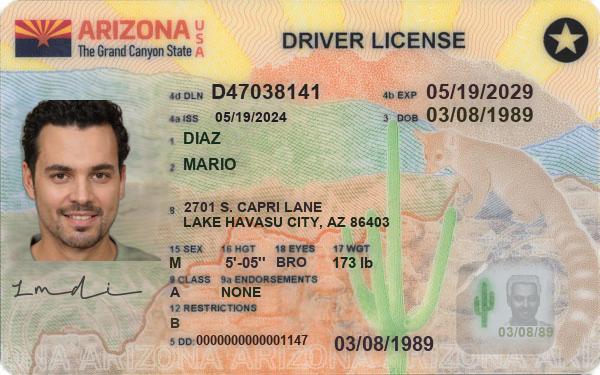 ARIZONA USA
The Grand Canyon State
DRIVER LICENSE
4d DLN D47038141 4b EXP 05/19/2029
4a ISS 05/19/2024 3 DOB 03/08/1989
1 DIAZ
2 MARIO
8 2701 S. CAPRI LANE
LAKE HAVASU CITY, AZ 86403
15 SEX 16 HGT 18 EYES 17 WGT
M 5'-05" BRO 173 lb
9 CLASS 9a ENDORSEMENTS
A NONE
12 RESTRICTIONS
B
5 DD: 0000000000001147 03/08/1989
03/08/89
ARIZONA ARIZONA ARIZONA ARIZONA